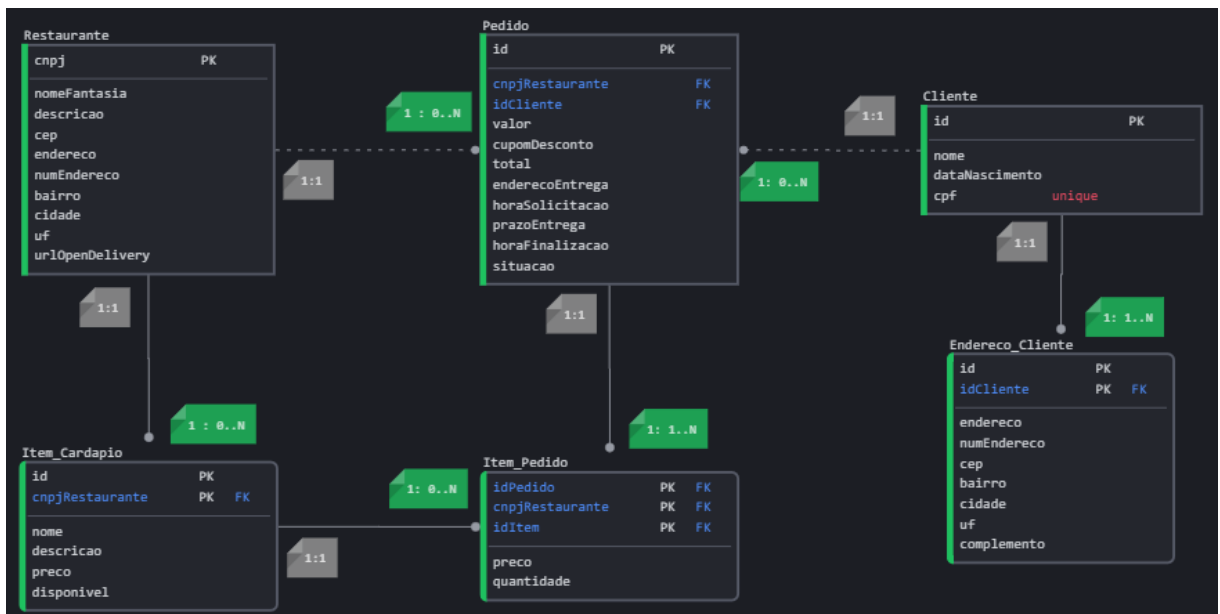 Restaurante
cnpj PK
nomeFantasia
descricao
cep
endereco
numEndereco
bairro
cidade
uf
urlOpenDelivery
1:1
1 : 0..N
1:1
Pedido
id PK
cnpjRestaurante FK
idCliente FK
valor
cupomDesconto
total
enderecoEntrega
horaSolicitacao
prazoEntrega
horaFinalizacao
situacao
1:1
1: 0..N
Cliente
id PK
nome
dataNascimento
cpf unique
1:1
1: 1..N
Endereco_Cliente
id PK
idCliente PK FK
endereco
numEndereco
cep
bairro
cidade
uf
complemento
1 : 0..N
Item_Cardapio
id PK
cnpjRestaurante PK FK
nome
descricao
preco
disponivel
1: 0..N
1:1
1:1
1: 1..N
Item_Pedido
idPedido PK FK
cnpjRestaurante PK FK
idItem PK FK
preco
quantidade